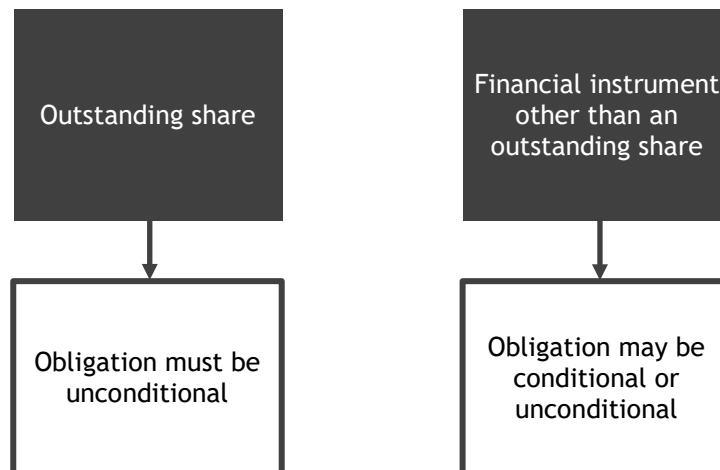 Outstanding share
Financial instrument
other than an
outstanding share
Obligation must be
unconditional
Obligation may be
conditional or
unconditional